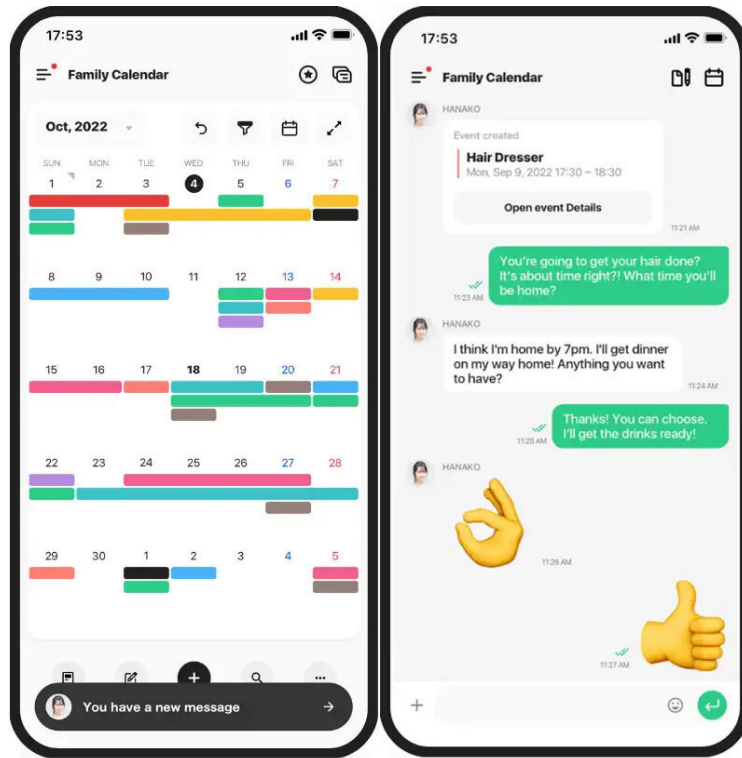 17:53
Family Calendar
Oct, 2022
SUN MON TUE WED THU FRI SAT
1 2 3 4 5 6 7
8 9 10 11 12 13 14
15 16 17 18 19 20 21
22 23 24 25 26 27 28
29 30 1 2 3 4 5
You have a new message
17:53
Family Calendar
HANAKO
Event created
Hair Dresser
Mon, Sep 9, 2022 17:30 ~ 18:30
Open event Details
11:21 AM
You're going to get your hair done?
It's about time right?! What time you'll
be home?
11:23 AM
HANAKO
I think I'm home by 7pm. I'll get dinner
on my way home! Anything you want
to have?
11:24 AM
Thanks! You can choose.
I'll get the drinks ready!
11:25 AM
HANAKO
11:26 AM
11:27 AM